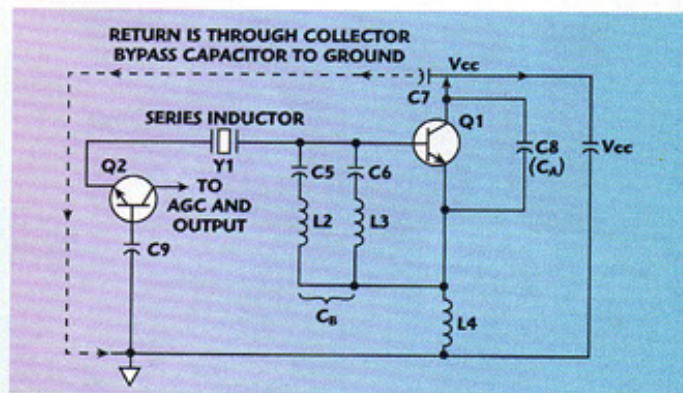 RETURN IS THROUGH COLLECTOR
BYPASS CAPACITOR TO GROUND
Vcc
C7
SERIES INDUCTOR
Q1
Q2
Y1
C5
C6
C8
(CA)
Vcc
TO
AGC AND
OUTPUT
C9
L2
L3
CB
L4